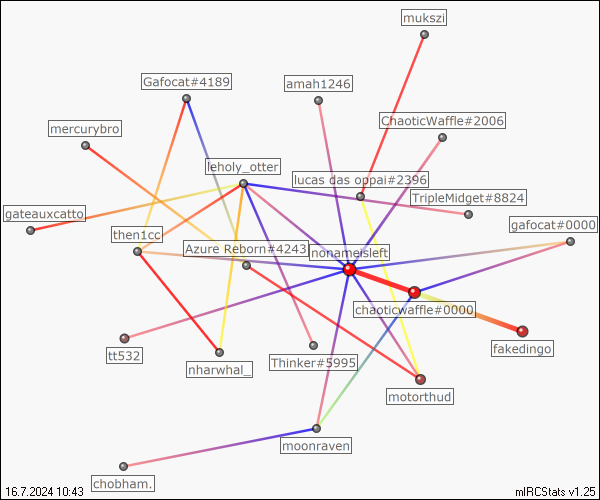 mukszi
Gafocat#4189
amah1246
ChaoticWaffle#2006
mercurybro
leholy_otter
lucas das oppai#2396
TripleMidget#8824
gateauxcatto
gafocat#0000
then1cc
Azure Reborn#4243
nonameisleft
chaoticwaffle#0000
fakedingo
tt532
nharwhal_
Thinker#5995
motorthud
moonraven
chobham.
16.7.2024 10:43
mIRCStats v1.25